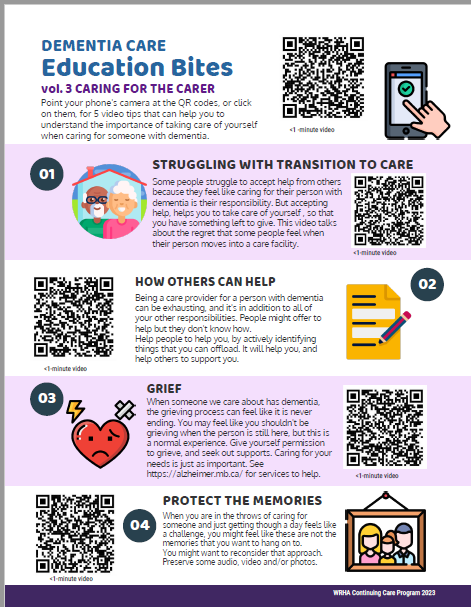 DEMENTIA CARE
Education Bites
vol. 3 CARING FOR THE CARER
Point your phone's camera at the QR codes, or click
on them, for 5 video tips that can help you to
understand the importance of taking care of yourself
when caring for someone with dementia.
<1 -minute video
01
STRUGGLING WITH TRANSITION TO CARE
Some people struggle to accept help from others
because they feel like caring for their person with
dementia is their responsibility. But accepting
help, helps you to take care of yourself , so that
you have something left to give. This video talks
about the regret that some people feel when
their person moves into a care facility.
<1-minute video
HOW OTHERS CAN HELP
02
Being a care provider for a person with dementia
can be exhausting, and it's in addition to all of
your other responsibilities. People might offer to
help but they don't know how.
Help people to help you, by actively identifying
things that you can offload. It will help you, and
help others to support you.
<1-minute video
03
GRIEF
When someone we care about has dementia,
the grieving process can feel like it is never
ending. You may feel like you shouldn't be
grieving when the person is still here, but this is
a normal experience. Give yourself permission
to grieve, and seek out supports. Caring for your
needs is just as important. See
https://alzheimer.mb.ca/ for services to help.
<1-minute video
PROTECT THE MEMORIES
04
When you are in the throws of caring for
someone and just getting though a day feels like
a challenge, you might feel like these are not the
memories that you want to hang on to.
You might want to reconsider that approach.
Preserve some audio, video and/or photos.
<1-minute video
WRHA Continuing Care Program 2023